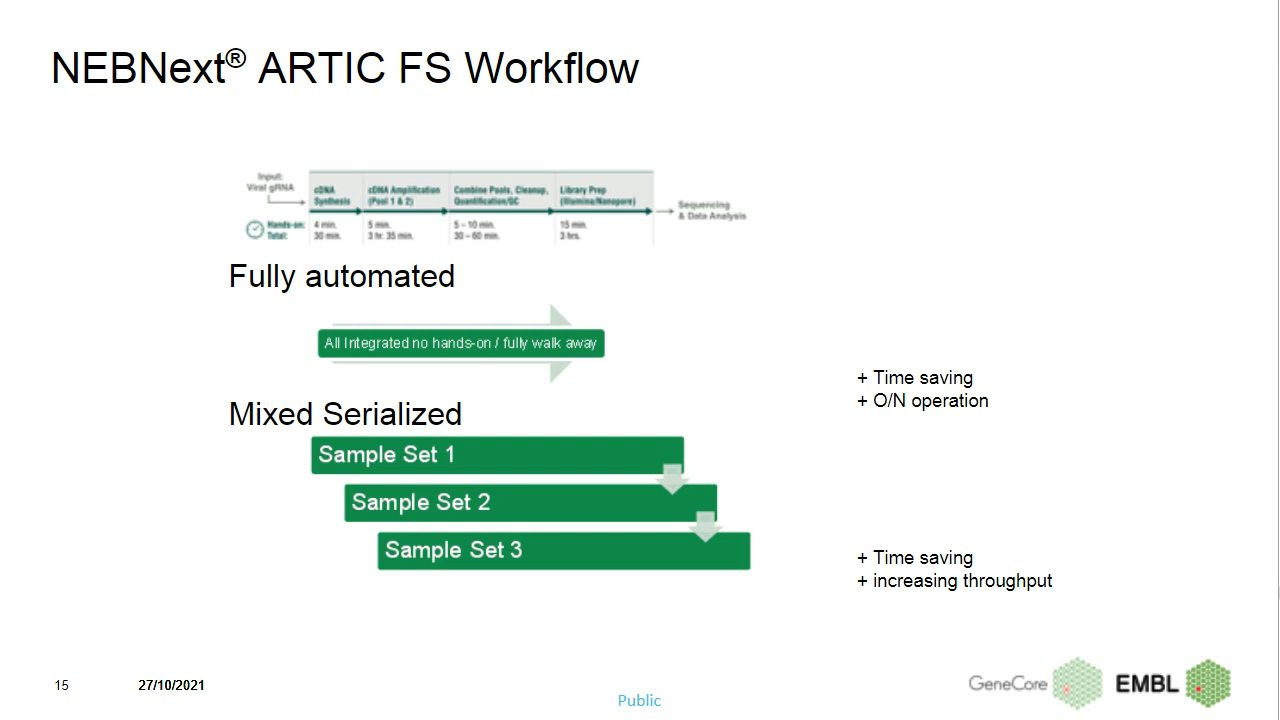 NEBNext® ARTIC FS Workflow
Input:
Viral gRNA
cDNA
Synthesis
cDNA Amplification
(Pool 1 & 2)
Combine Pools, Cleanup,
Quantification/QC
Library Prep
(Illumina/Nanopore)
Sequencing
& Data Analysis
Hands-on: 4 min. 5 min. 5 – 10 min. 15 min.
Total: 30 min. 3 hr. 35 min. 30 – 60 min. 3 hrs.
Fully automated
All Integrated no hands-on / fully walk away
+ Time saving
+ O/N operation
Mixed Serialized
Sample Set 1
Sample Set 2
Sample Set 3
+ Time saving
+ increasing throughput
15
27/10/2021
Public
GeneCore
EMBL